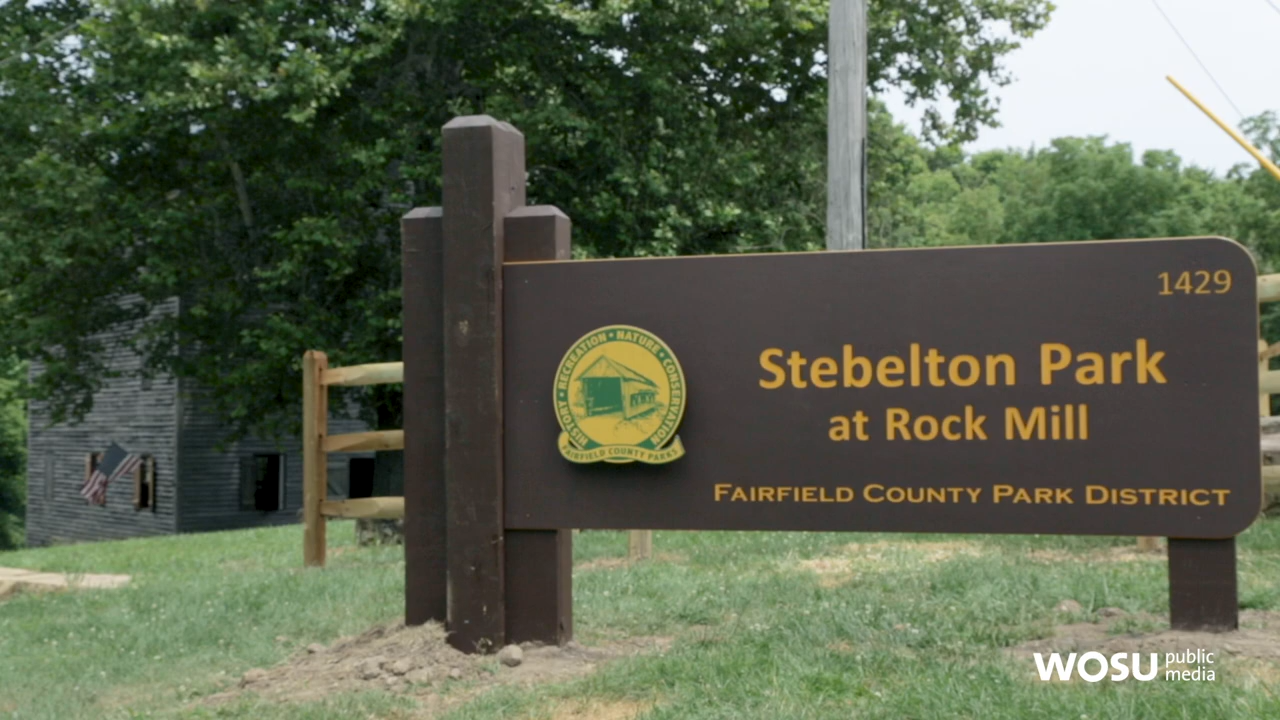 1429
Stebelton Park
at Rock Mill
HISTORY • RECREATION • NATURE • CONSERVATION
FAIRFIELD COUNTY PARKS
FAIRFIELD COUNTY PARK DISTRICT
WOSU public
media